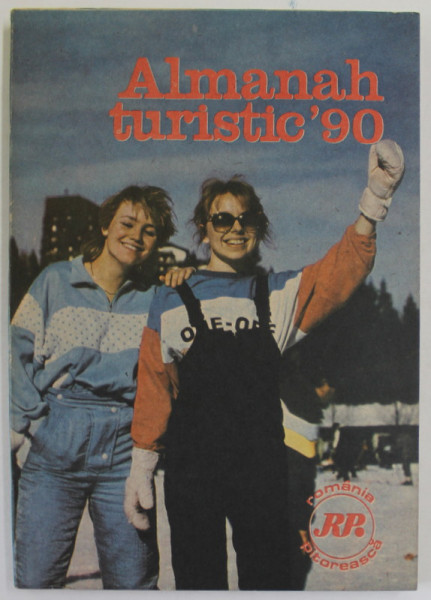 Almanah
turistic '90
ONE-ONE
românia
RP.
pitorească